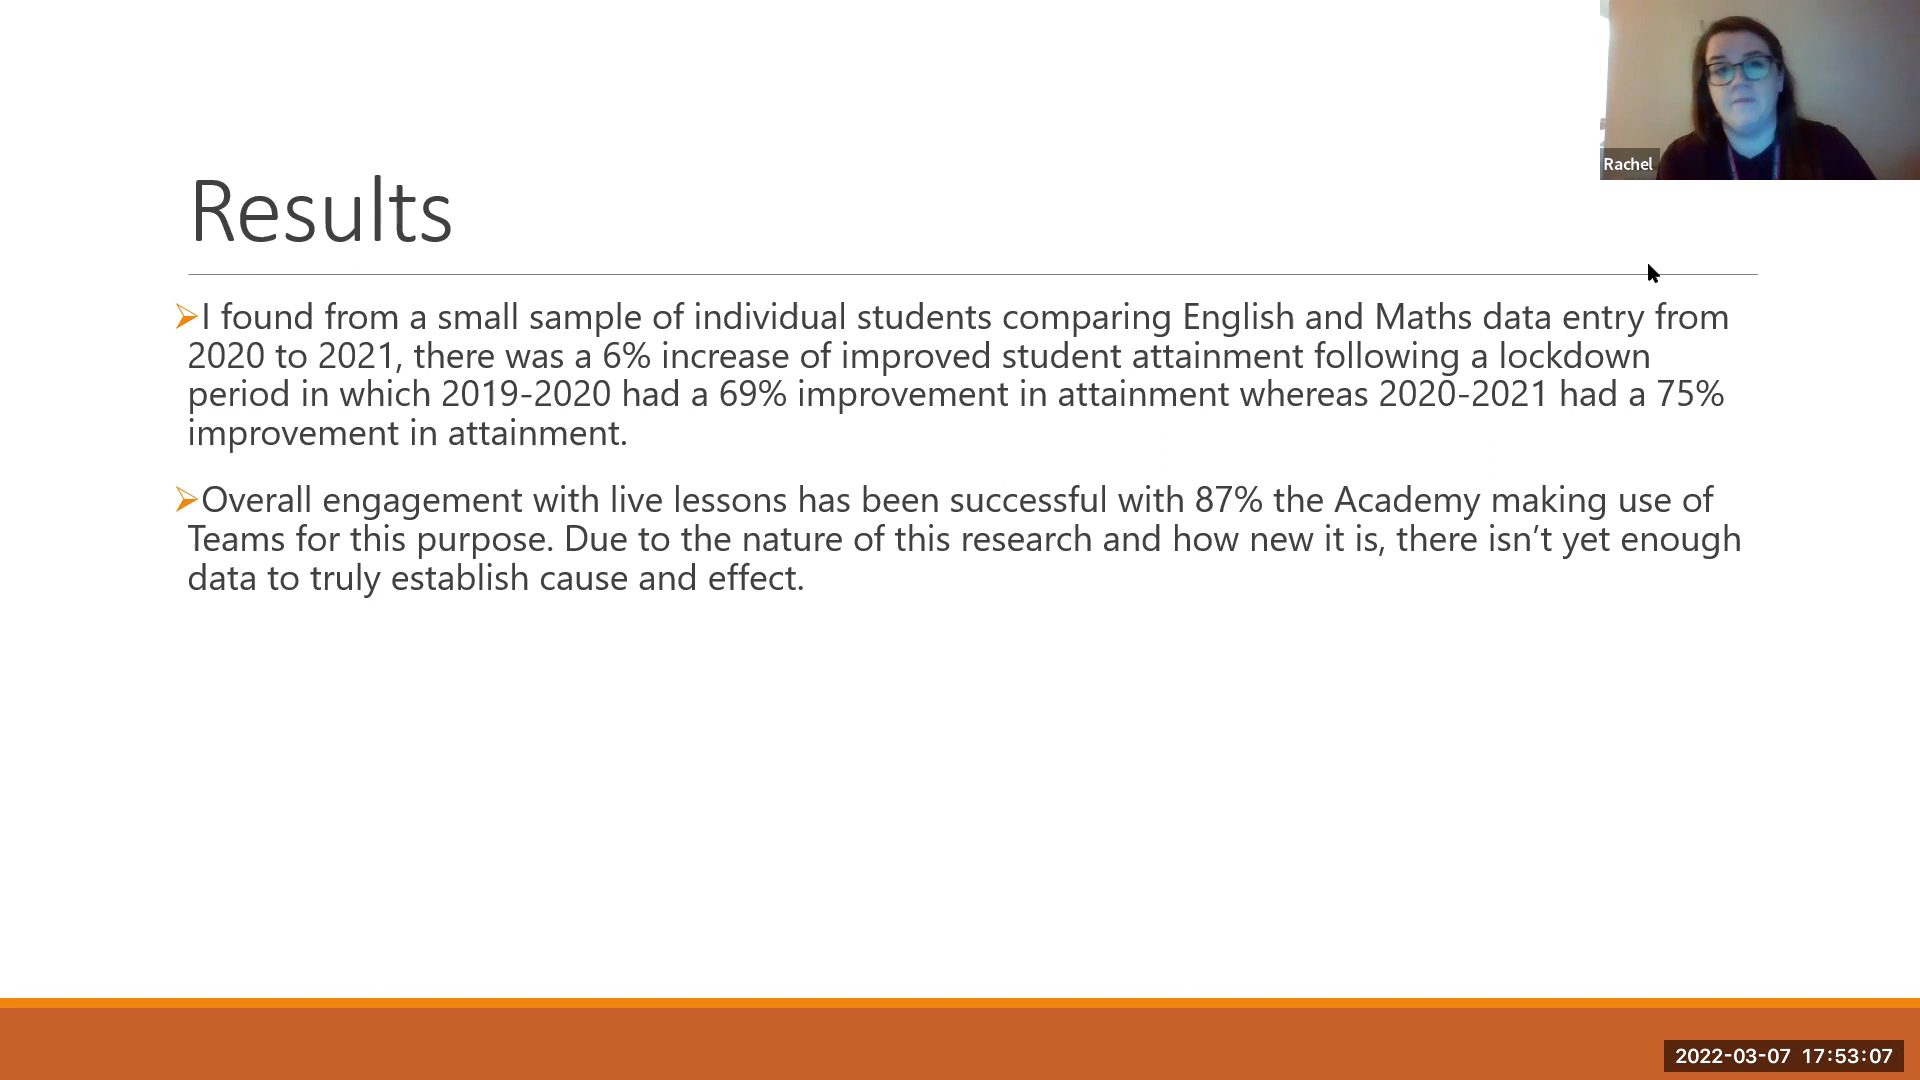 Rachel
Results
I found from a small sample of individual students comparing English and Maths data entry from
2020 to 2021, there was a 6% increase of improved student attainment following a lockdown
period in which 2019-2020 had a 69% improvement in attainment whereas 2020-2021 had a 75%
improvement in attainment.
Overall engagement with live lessons has been successful with 87% the Academy making use of
Teams for this purpose. Due to the nature of this research and how new it is, there isn’t yet enough
data to truly establish cause and effect.
2022-03-07 17:53:07